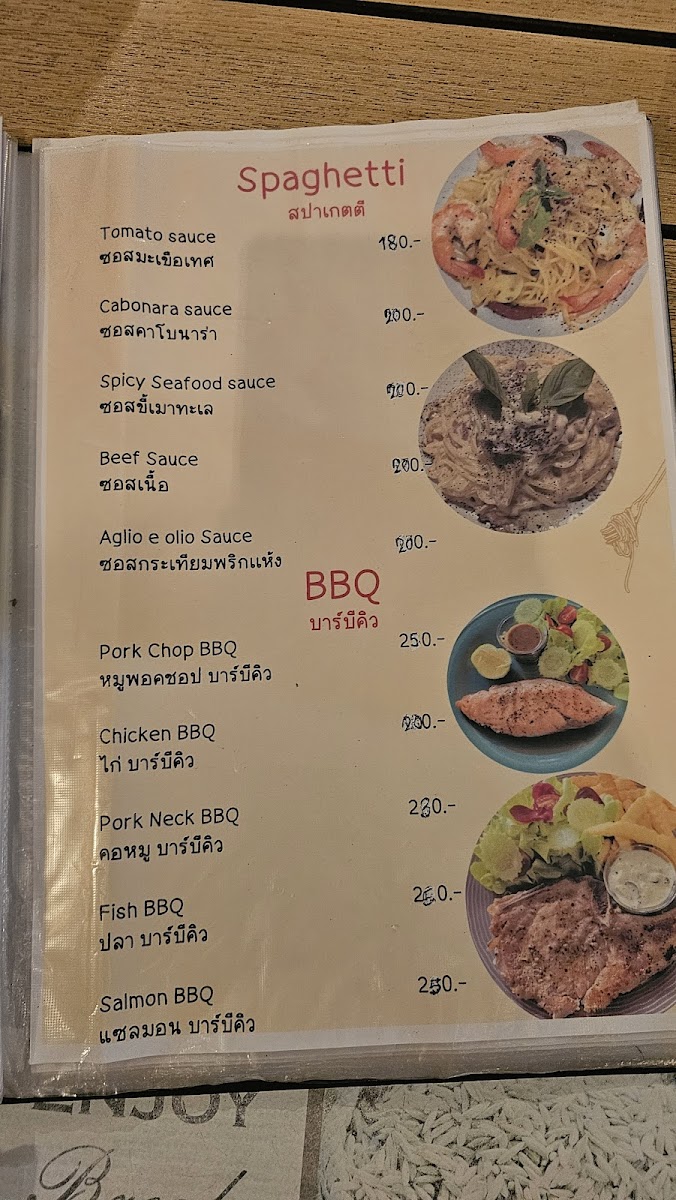 Spaghetti
สปาเกตตี
Tomato sauce 180.-
ซอสมะเขือเทศ
Cabonara sauce 200.-
ซอสคาโบนาร่า
Spicy Seafood sauce
ซอสขี้เมาทะเล
Beef Sauce 200.-
ซอสเนื้อ
Aglio e olio Sauce 200.-
ซอสกระเทียมพริกแห้ง
BBQ
บาร์บีคิว
Pork Chop BBQ 250.-
หมูพอคชอป บาร์บีคิว
Chicken BBQ
ไก่ บาร์บีคิว
Pork Neck BBQ
คอหมู บาร์บีคิว
Fish BBQ
ปลา บาร์บีคิว
Salmon BBQ
แซลมอน บาร์บีคิว
ENJOY